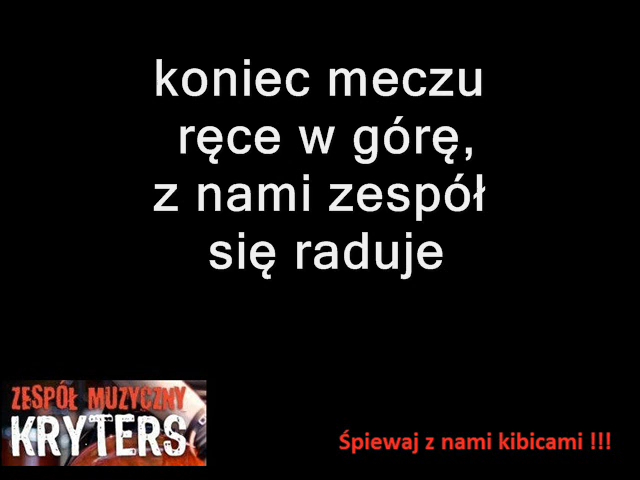 koniec meczu
ręce w górę,
z nami zespół
się raduje
ZESPÓŁ MUZYCZNY
KRYTERS
Śpiewaj z nami kibicami !!!